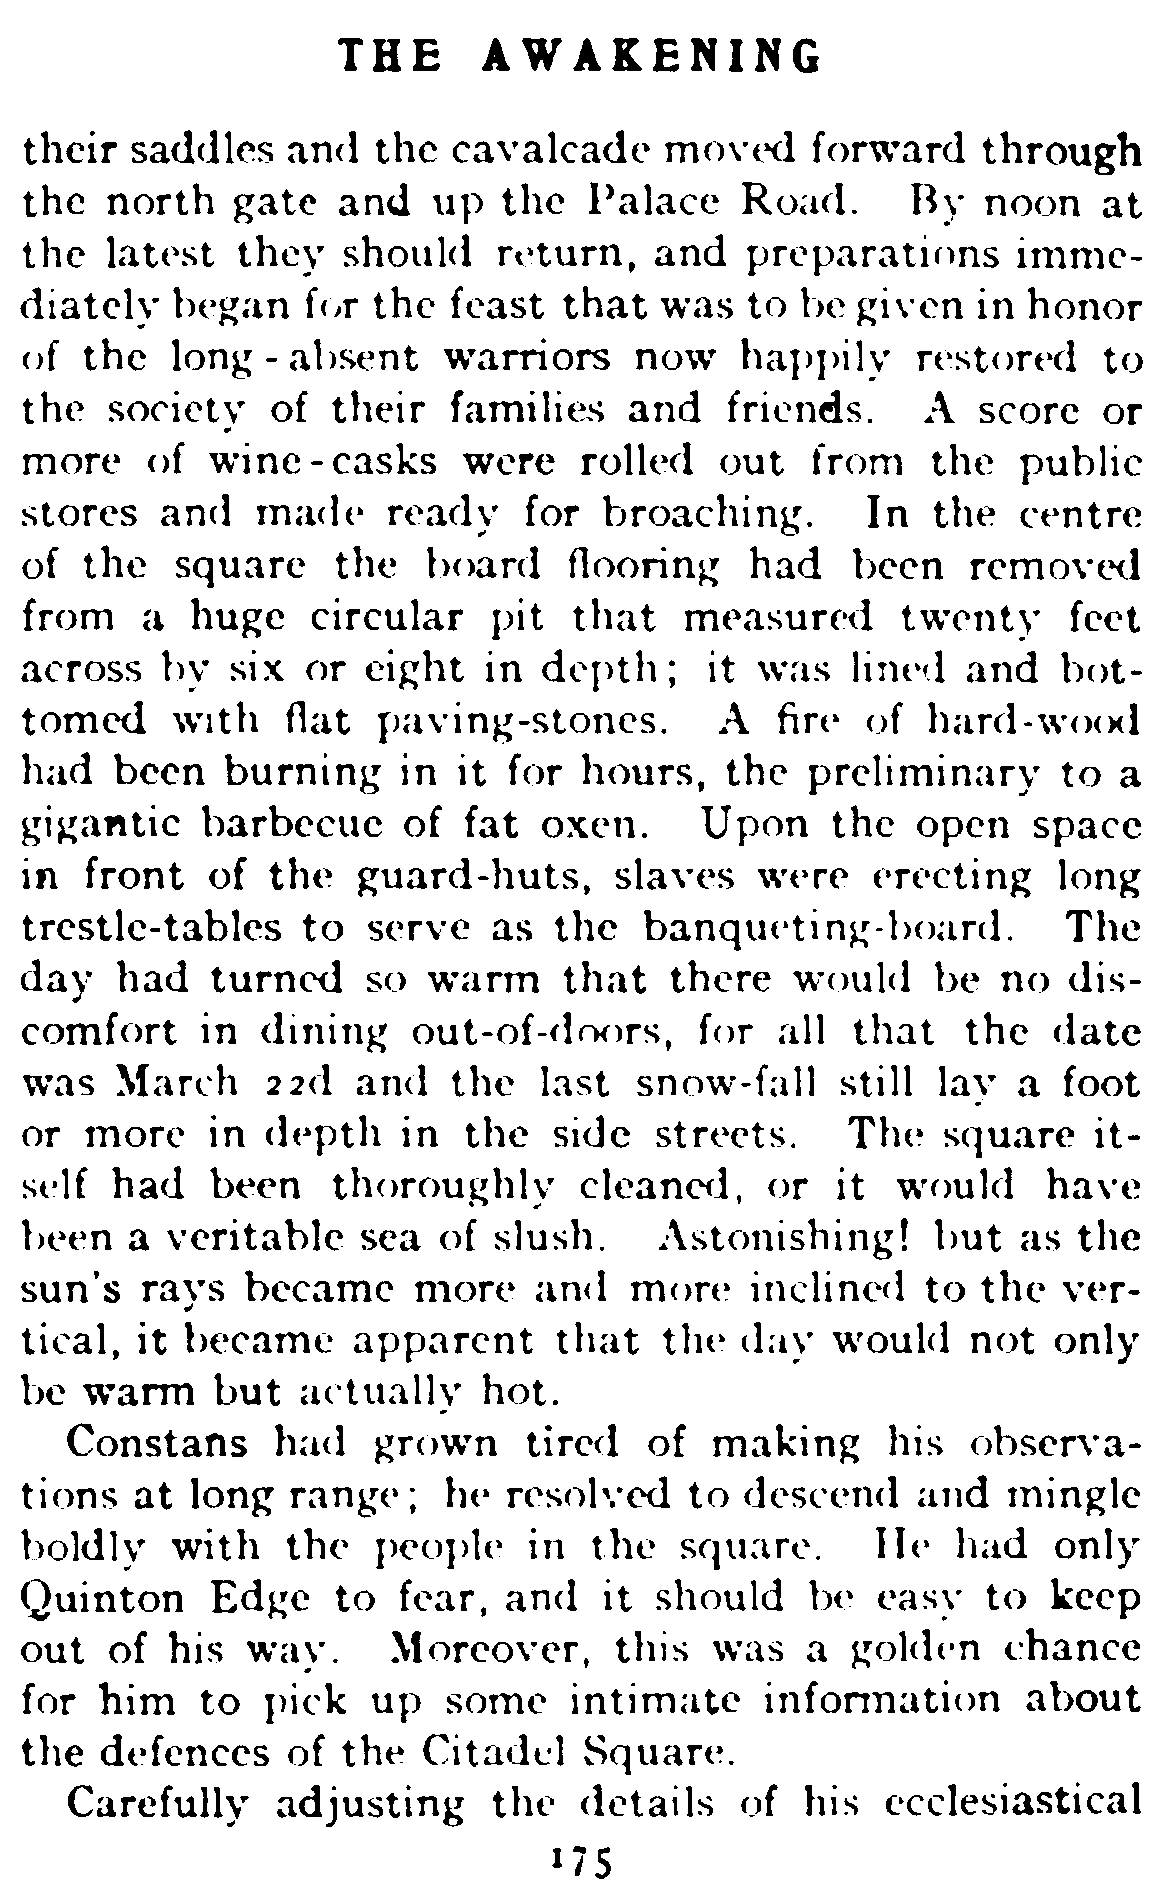 THE AWAKENING
their saddles and the cavalcade moved forward through
the north gate and up the Palace Road. By noon at
the latest they should return, and preparations imme-
diately began for the feast that was to be given in honor
of the long-absent warriors now happily restored to
the society of their families and friends. A score or
more of wine-casks were rolled out from the public
stores and made ready for broaching. In the centre
of the square the board flooring had been removed
from a huge circular pit that measured twenty feet
across by six or eight in depth; it was lined and bot-
tomed with flat paving-stones. A fire of hard-wood
had been burning in it for hours, the preliminary to a
gigantic barbecue of fat oxen. Upon the open space
in front of the guard-huts, slaves were erecting long
trestle-tables to serve as the banqueting-board. The
day had turned so warm that there would be no dis-
comfort in dining out-of-doors, for all that the date
was March 22d and the last snow-fall still lay a foot
or more in depth in the side streets. The square it-
self had been thoroughly cleaned, or it would have
been a veritable sea of slush. Astonishing! but as the
sun's rays became more and more inclined to the ver-
tical, it became apparent that the day would not only
be warm but actually hot.
Constans had grown tired of making his observa-
tions at long range; he resolved to descend and mingle
boldly with the people in the square. He had only
Quinton Edge to fear, and it should be easy to keep
out of his way. Moreover, this was a golden chance
for him to pick up some intimate information about
the defences of the Citadel Square.
Carefully adjusting the details of his ecclesiastical
175